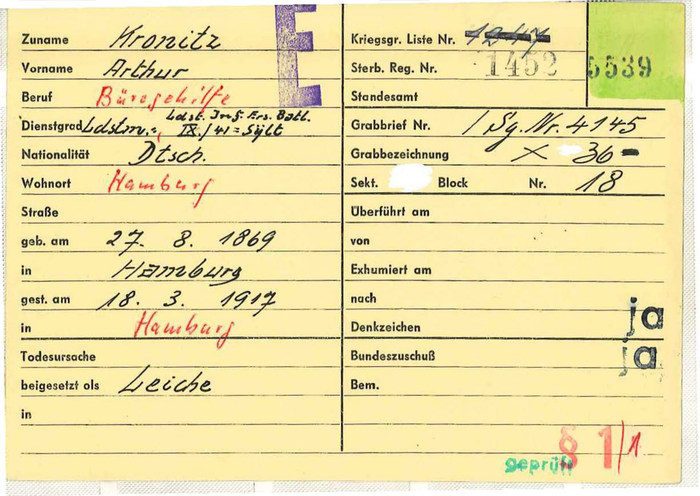 E
Zuname Kronitz
Vorname Arthur
Beruf Bürogehilfe
Dienstgrad Ldstm.: Ldst. Inf. Ers. Batl.
IX./41 = Sylt
Nationalität Dtsch.
Wohnort Hamburg
Straße
geb. am 27. 8. 1869
in Hamburg
gest. am 18. 3. 1917
in Hamburg
Todesursache
beigesetzt als Leiche
in
Kriegsgr. Liste Nr. 1247
Sterb. Reg. Nr. 1452 5539
Standesamt
Grabbrief Nr. / Sg. Nr. 4145
Grabbezeichnung X 36 -
Sekt. Block Nr. 18
Überführt am
von
Exhumiert am
nach
Denkzeichen ja
Bundeszuschuß ja
Bem.
§ 1/1
geprüft